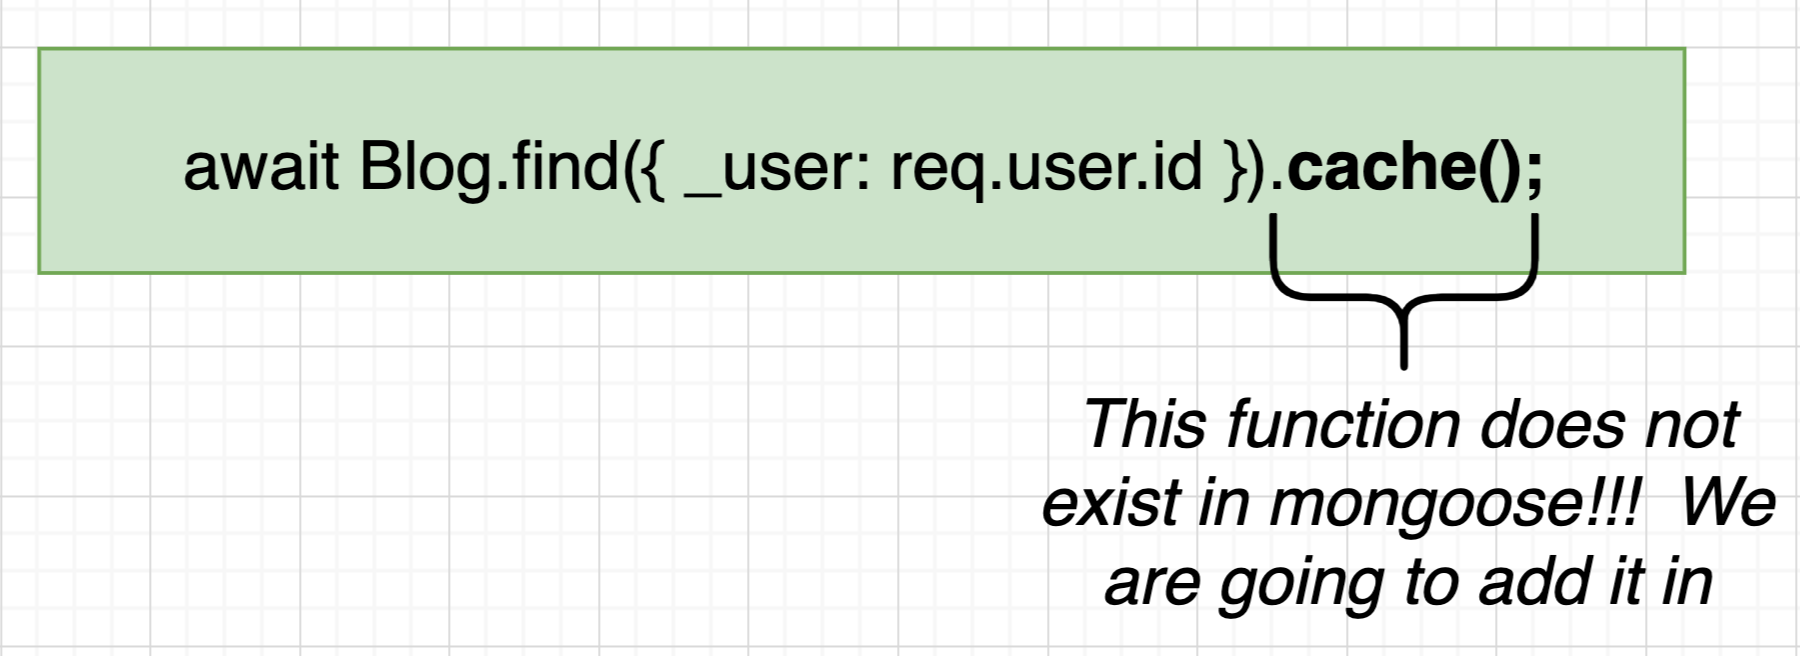 await Blog.find({ _user: req.user.id }).cache();
This function does not
exist in mongoose!!! We
are going to add it in